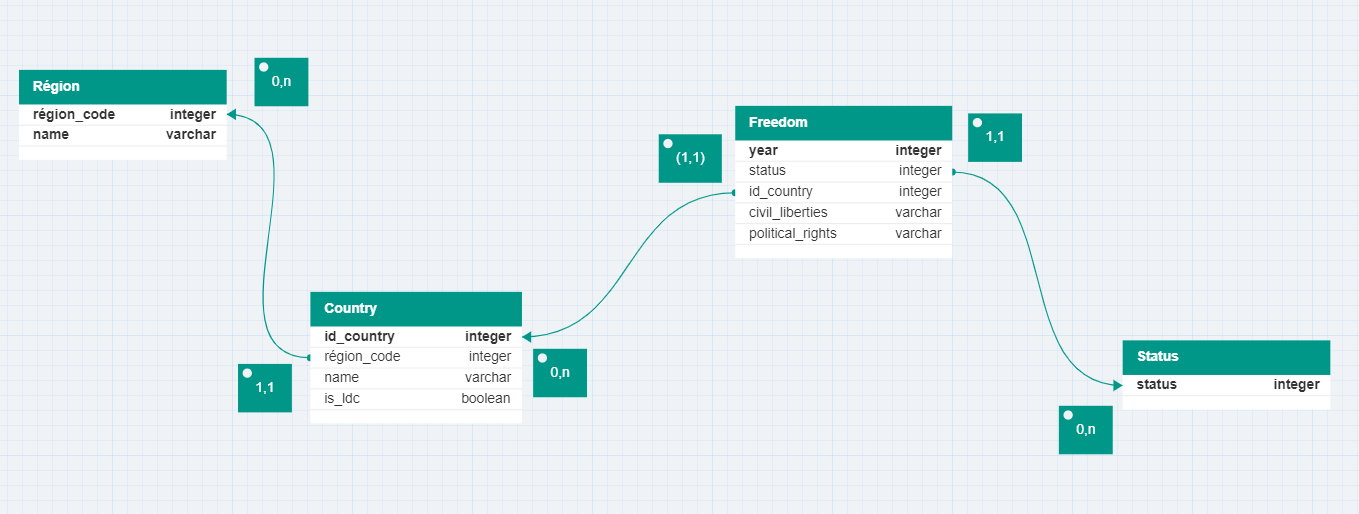 Région
région_code integer
name varchar
0,n
Country
id_country integer
région_code integer
name varchar
is_ldc boolean
1,1
0,n
Freedom
year integer
status integer
id_country integer
civil_liberties varchar
political_rights varchar
(1,1)
1,1
Status
status integer
0,n